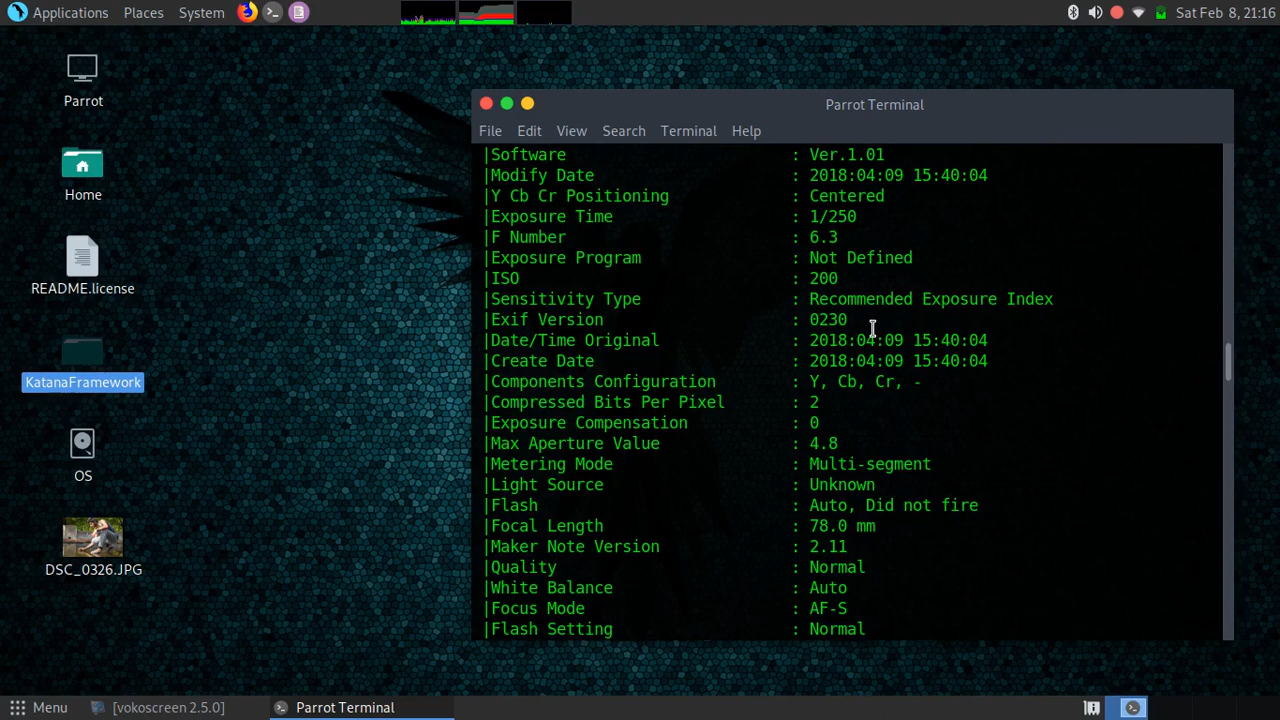 Applications Places System Sat Feb 8, 21:16
Parrot
Home
README.license
KatanaFramework
OS
DSC_0326.JPG
Parrot Terminal
File Edit View Search Terminal Help
|Software : Ver.1.01
|Modify Date : 2018:04:09 15:40:04
|Y Cb Cr Positioning : Centered
|Exposure Time : 1/250
|F Number : 6.3
|Exposure Program : Not Defined
|ISO : 200
|Sensitivity Type : Recommended Exposure Index
|Exif Version : 0230
|Date/Time Original : 2018:04:09 15:40:04
|Create Date : 2018:04:09 15:40:04
|Components Configuration : Y, Cb, Cr, -
|Compressed Bits Per Pixel : 2
|Exposure Compensation : 0
|Max Aperture Value : 4.8
|Metering Mode : Multi-segment
|Light Source : Unknown
|Flash : Auto, Did not fire
|Focal Length : 78.0 mm
|Maker Note Version : 2.11
|Quality : Normal
|White Balance : Auto
|Focus Mode : AF-S
|Flash Setting : Normal
Menu [vokoscreen 2.5.0] Parrot Terminal